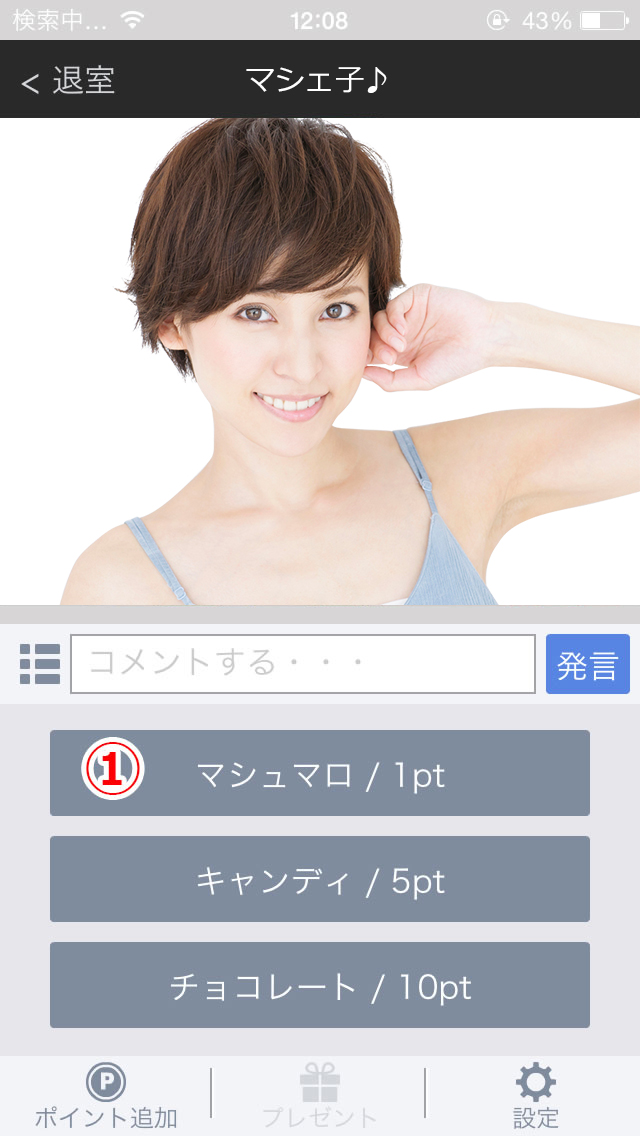 検索中... 12:08 43%
< 退室 マシェ子♪
コメントする・・・ 発言
① マシュマロ / 1pt
キャンディ / 5pt
チョコレート / 10pt
P
ポイント追加 プレゼント 設定